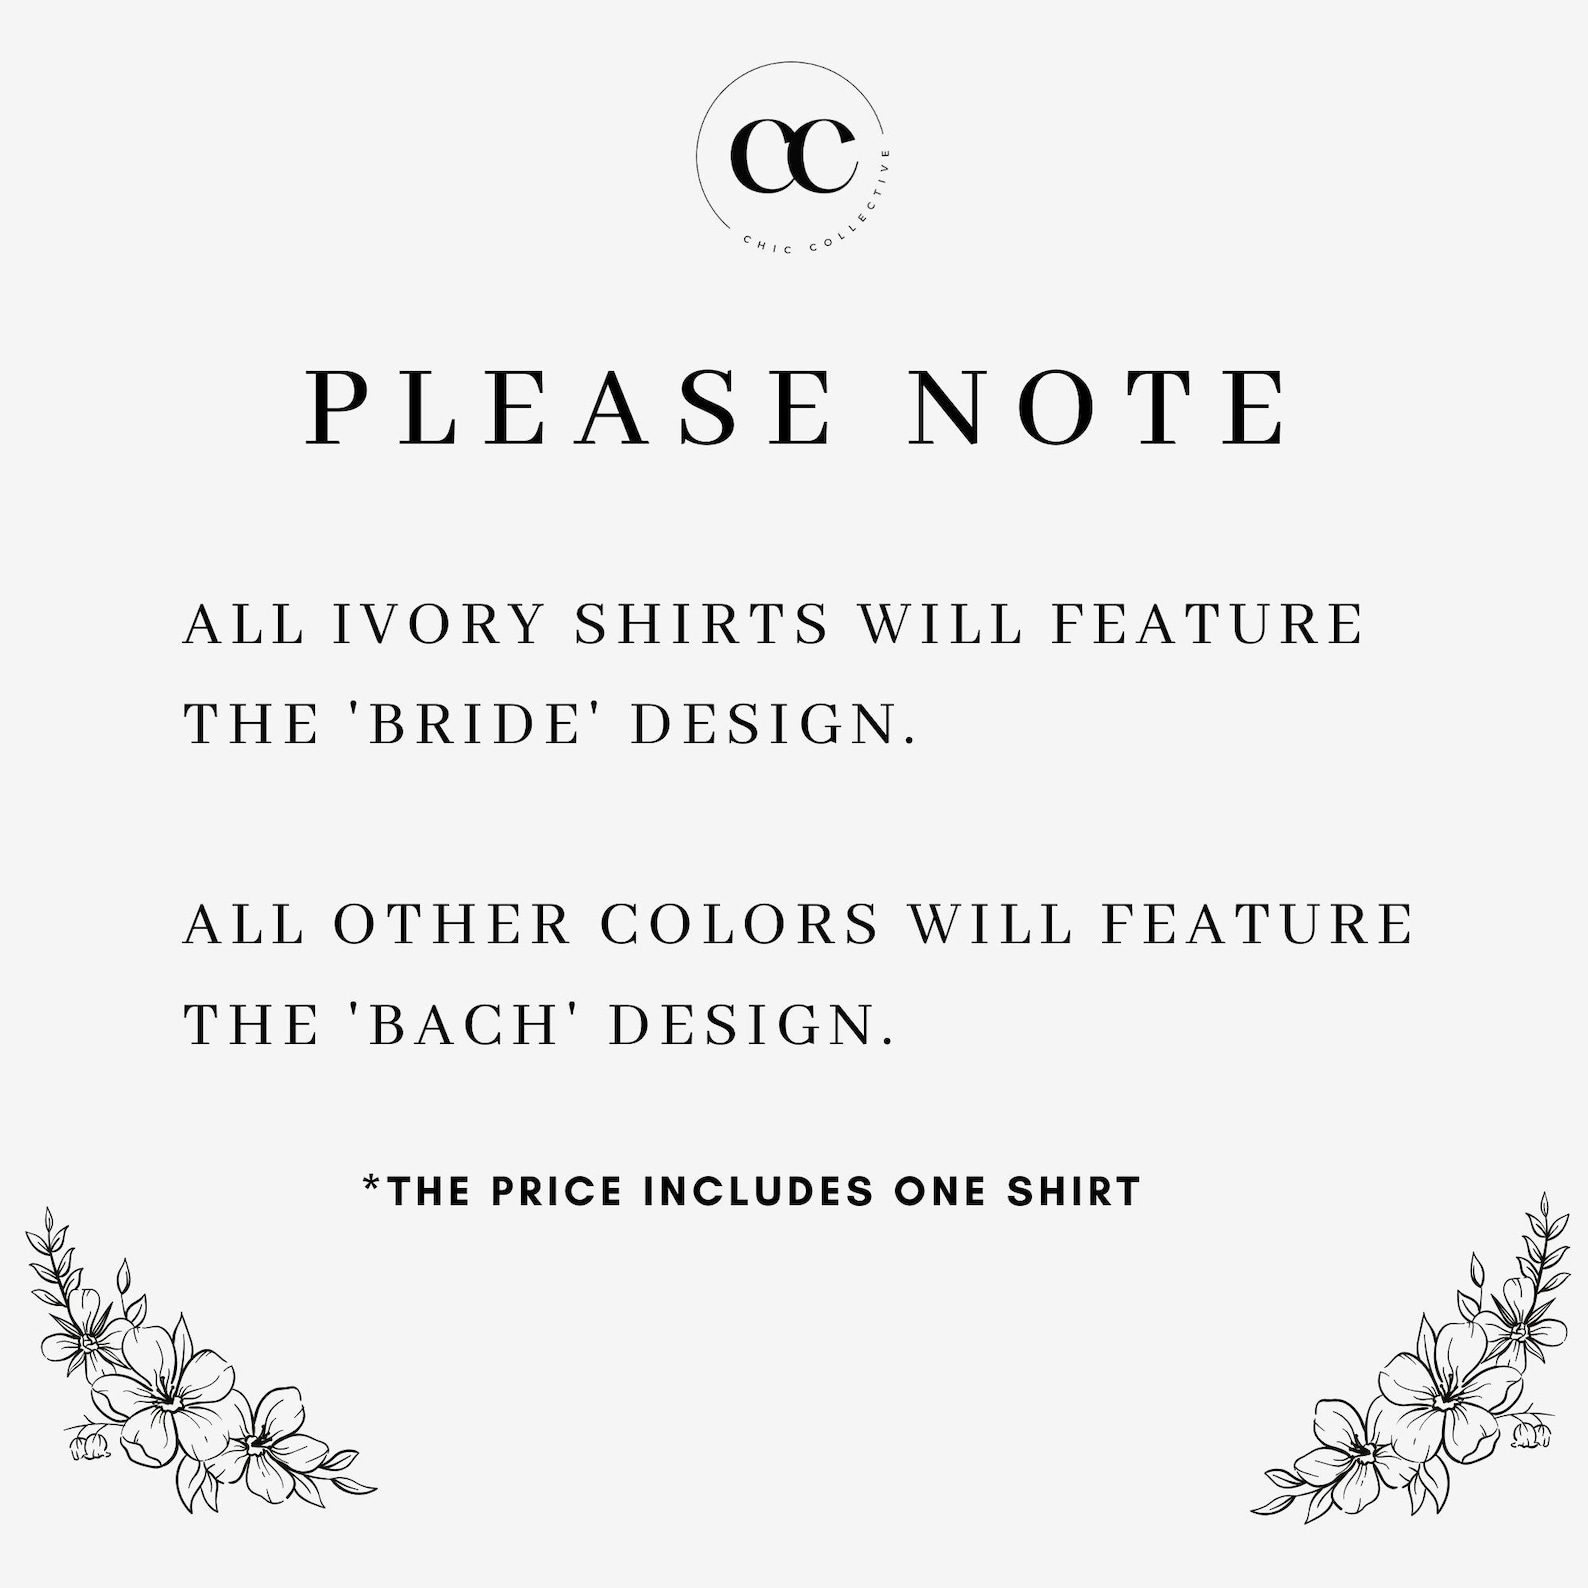 CC
CHIC COLLECTIVE
PLEASE NOTE
ALL IVORY SHIRTS WILL FEATURE
THE 'BRIDE' DESIGN.
ALL OTHER COLORS WILL FEATURE
THE 'BACH' DESIGN.
*THE PRICE INCLUDES ONE SHIRT